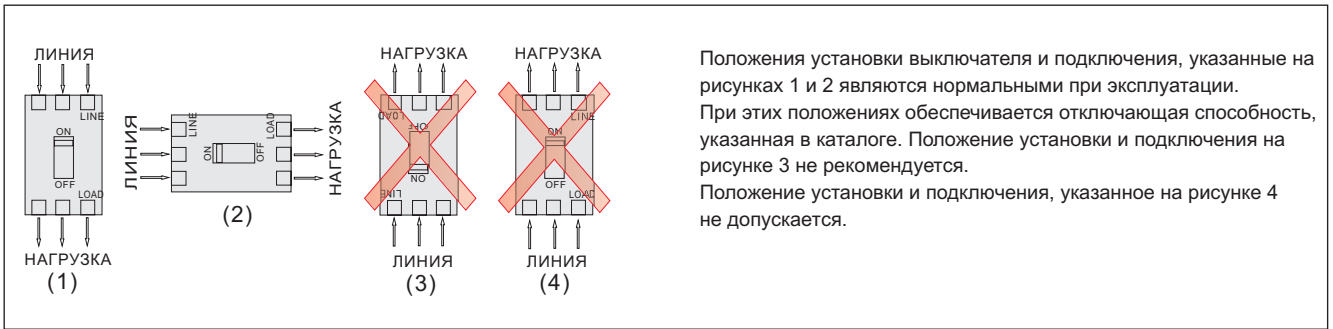 ЛИНИЯ
LINE
ON
OFF
LOAD
НАГРУЗКА
(1)
ЛИНИЯ
LINE
ON
OFF
LOAD
НАГРУЗКА
(2)
НАГРУЗКА
LOAD
OFF
ON
LINE
ЛИНИЯ
(3)
НАГРУЗКА
LINE
ON
OFF
LOAD
ЛИНИЯ
(4)
Положения установки выключателя и подключения, указанные на
рисунках 1 и 2 являются нормальными при эксплуатации.
При этих положениях обеспечивается отключающая способность,
указанная в каталоге. Положение установки и подключения на
рисунке 3 не рекомендуется.
Положение установки и подключения, указанное на рисунке 4
не допускается.